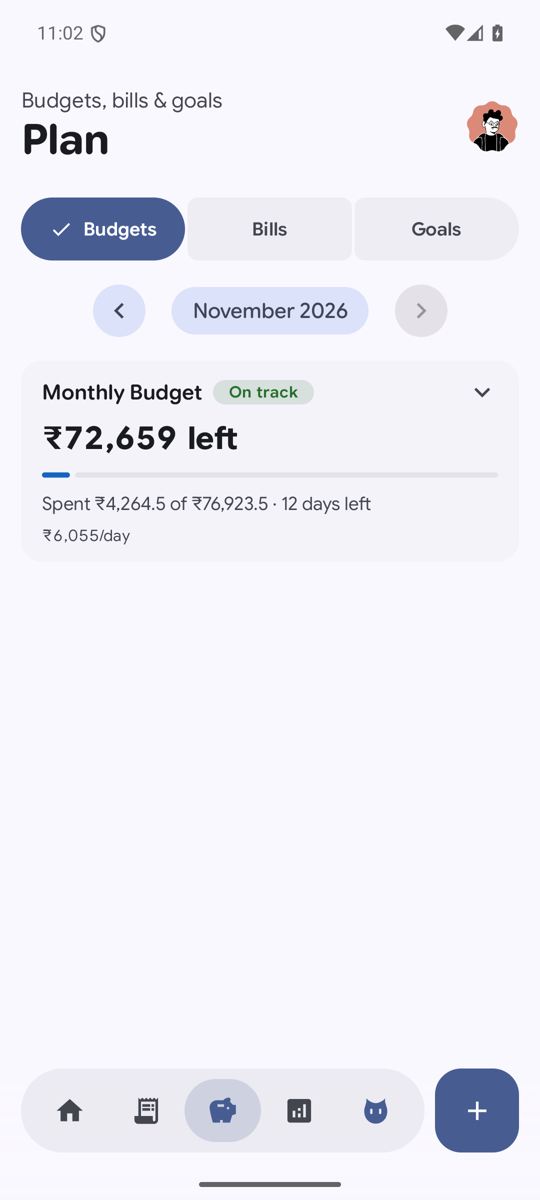 11:02
Budgets, bills & goals
Plan
Budgets
Bills
Goals
November 2026
Monthly Budget
On track
₹72,659 left
Spent ₹4,264.5 of ₹76,923.5 · 12 days left
₹6,055/day